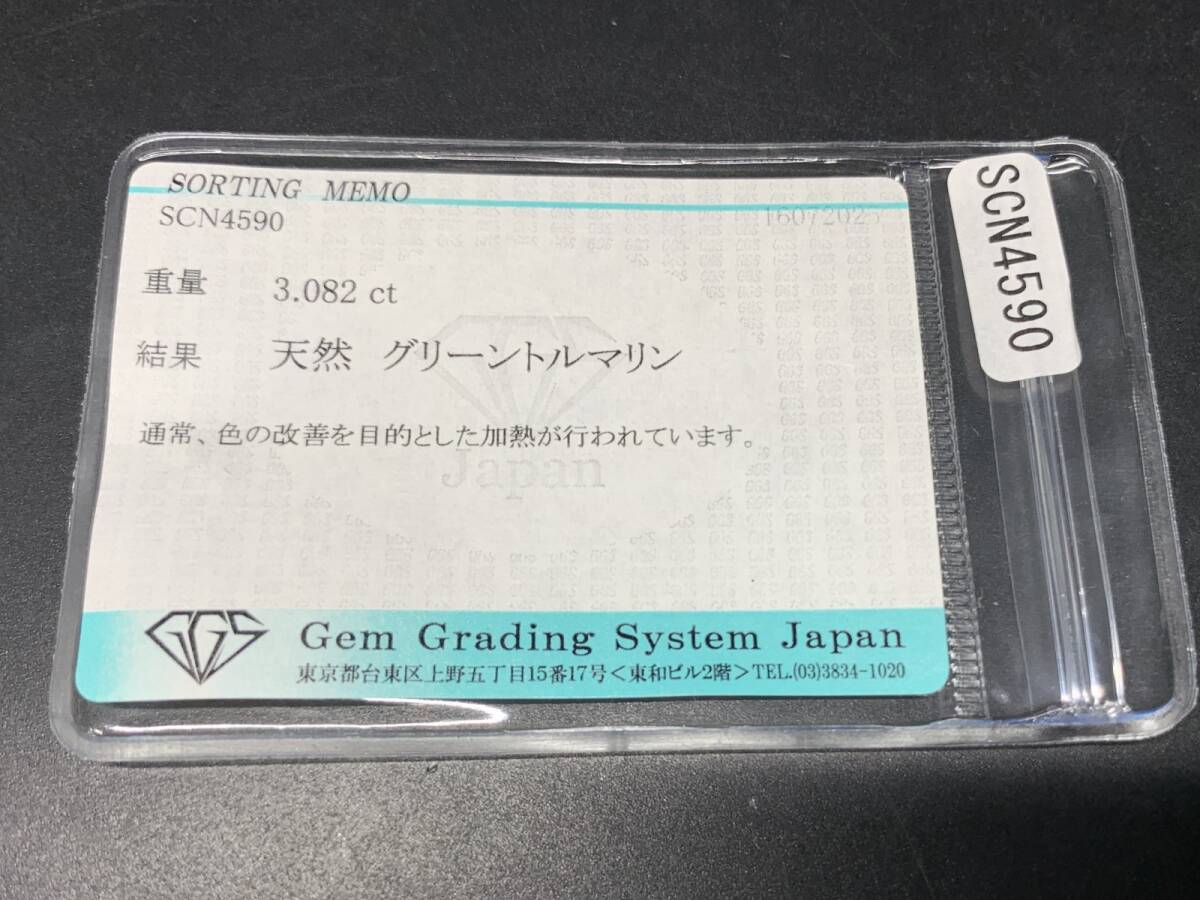 SORTING MEMO
SCN4590 1607202
重量 3.082 ct
結果 天然 グリーントルマリン
通常、色の改善を目的とした加熱が行われています。
Japan
GGS Gem Grading System Japan
東京都台東区上野五丁目15番17号<東和ビル2階>TEL.(03)3834-1020
SCN4590